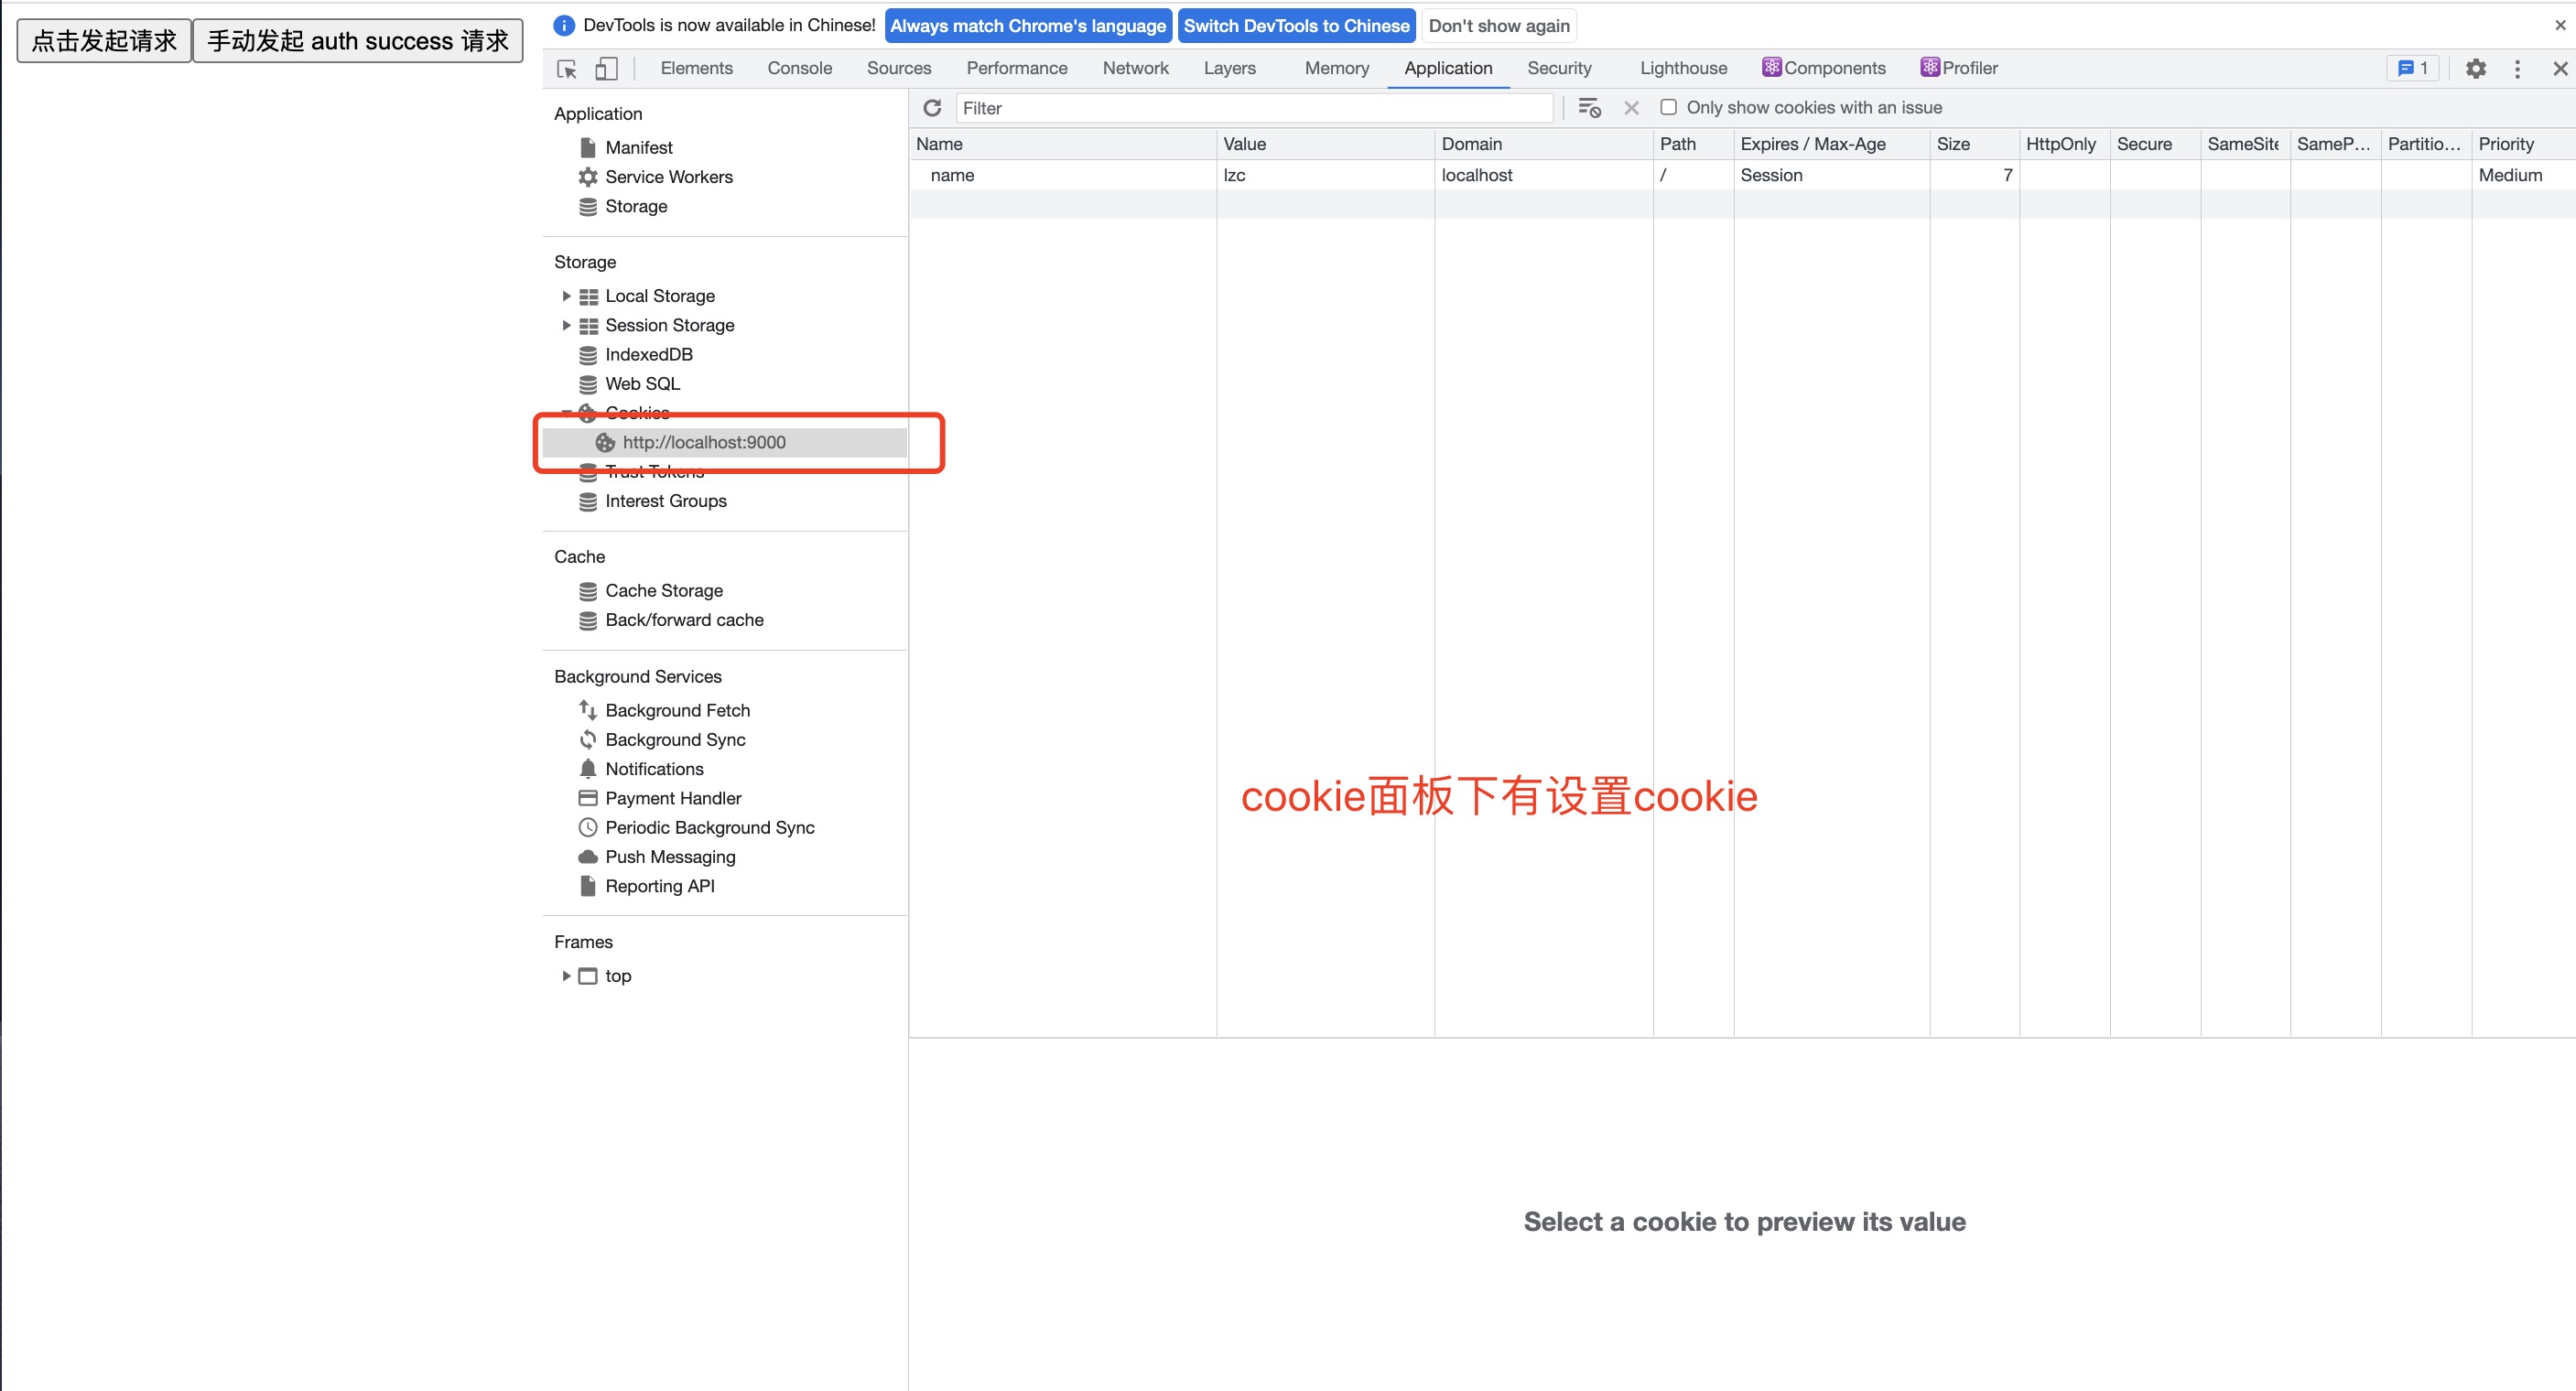 点击发起请求 手动发起 auth success 请求
DevTools is now available in Chinese! Always match Chrome's language Switch DevTools to Chinese Don't show again
Elements Console Sources Performance Network Layers Memory Application Security Lighthouse Components Profiler 1
Filter Only show cookies with an issue
Application
Manifest
Service Workers
Storage
Storage
Local Storage
Session Storage
IndexedDB
Web SQL
Cookies
http://localhost:9000
Trust Tokens
Interest Groups
Cache
Cache Storage
Back/forward cache
Background Services
Background Fetch
Background Sync
Notifications
Payment Handler
Periodic Background Sync
Push Messaging
Reporting API
Frames
top
Name Value Domain Path Expires / Max-Age Size HttpOnly Secure SameSite SameP... Partitio... Priority
name lzc localhost / Session 7 Medium
cookie面板下有设置cookie
Select a cookie to preview its value